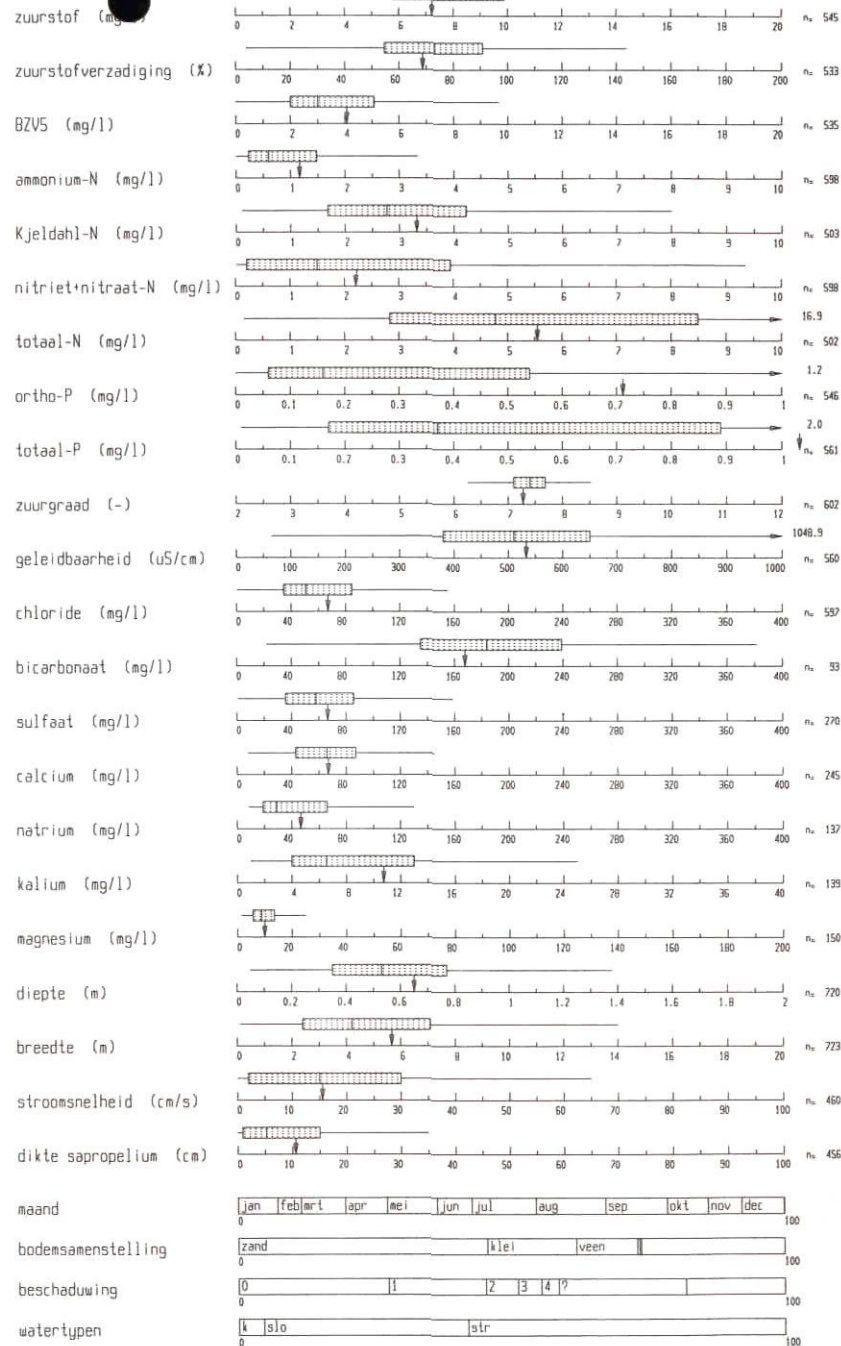 zuurstof 0 2 4 6 8 10 12 14 16 18 20 n= 545
zuurstofverzadiging (%) 0 20 40 60 80 100 120 140 160 180 200 n= 533
BZV5 (mg/l) 0 2 4 6 8 10 12 14 16 18 20 n= 535
ammonium-N (mg/l) 0 1 2 3 4 5 6 7 8 9 10 n= 598
Kjeldahl-N (mg/l) 0 1 2 3 4 5 6 7 8 9 10 n= 503
nitriet+nitraat-N (mg/l) 0 1 2 3 4 5 6 7 8 9 10 n= 598
16.9
totaal-N (mg/l) 0 1 2 3 4 5 6 7 8 9 10 n= 502
1.2
ortho-P (mg/l) 0 0.1 0.2 0.3 0.4 0.5 0.6 0.7 0.8 0.9 1 n= 546
2.0
totaal-P (mg/l) 0 0.1 0.2 0.3 0.4 0.5 0.6 0.7 0.8 0.9 1 n= 561
zuurgraad (-) 2 3 4 5 6 7 8 9 10 11 12 n= 602
1048.9
geleidbaarheid (uS/cm) 0 100 200 300 400 500 600 700 800 900 1000 n= 560
chloride (mg/l) 0 40 80 120 160 200 240 280 320 360 400 n= 597
bicarbonaat (mg/l) 0 40 80 120 160 200 240 280 320 360 400 n= 93
sulfaat (mg/l) 0 40 80 120 160 200 240 280 320 360 400 n= 270
calcium (mg/l) 0 40 80 120 160 200 240 280 320 360 400 n= 245
natrium (mg/l) 0 40 80 120 160 200 240 280 320 360 400 n= 137
kalium (mg/l) 0 4 8 12 16 20 24 28 32 36 40 n= 139
magnesium (mg/l) 0 20 40 60 80 100 120 140 160 180 200 n= 150
diepte (m) 0 0.2 0.4 0.6 0.8 1 1.2 1.4 1.6 1.8 2 n= 720
breedte (m) 0 2 4 6 8 10 12 14 16 18 20 n= 723
stroomsnelheid (cm/s) 0 10 20 30 40 50 60 70 80 90 100 n= 460
dikte sapropelium (cm) 0 10 20 30 40 50 60 70 80 90 100 n= 456
maand jan feb mrt apr mei jun jul aug sep okt nov dec
0 100
bodemsamenstelling zand klei veen
0 100
beschaduwing 0 1 2 3 4 ?
0 100
watertypen k slo str
0 100